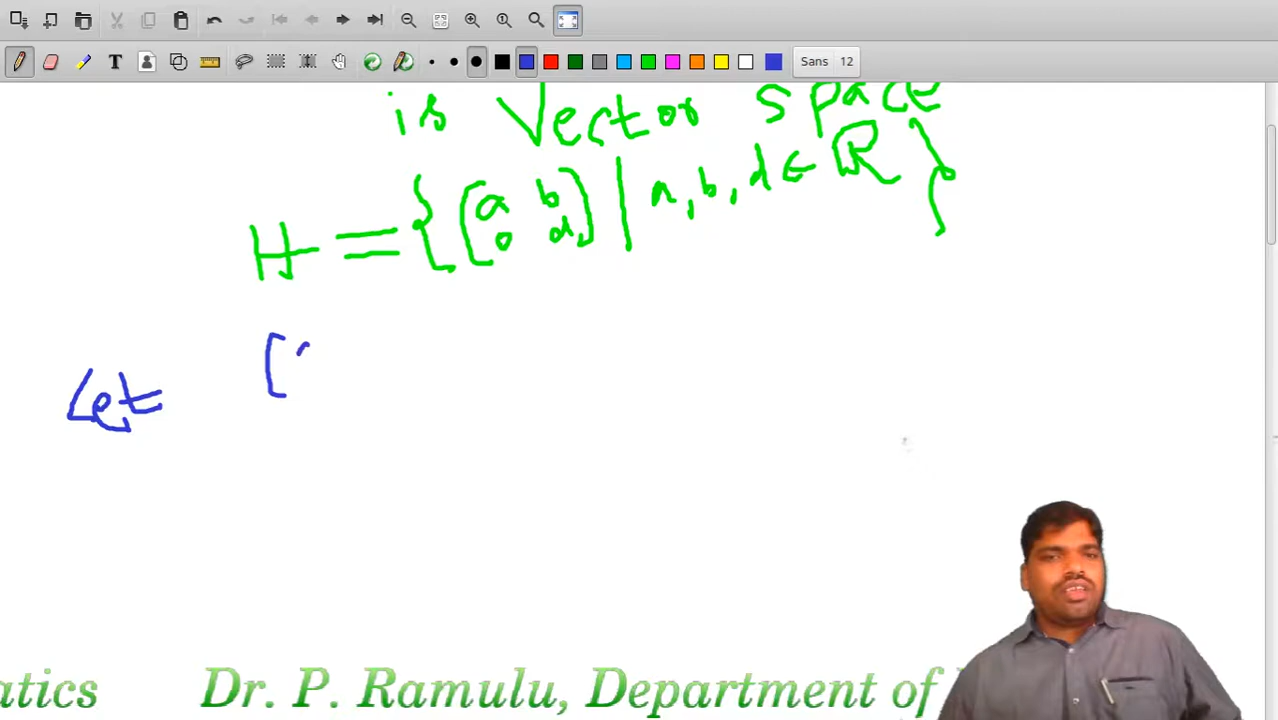 Sans 12
is Vector space
H = { [ a b
0 d ] | a, b, d ∈ ℝ }
Let [
atics Dr. P. Ramulu, Department of